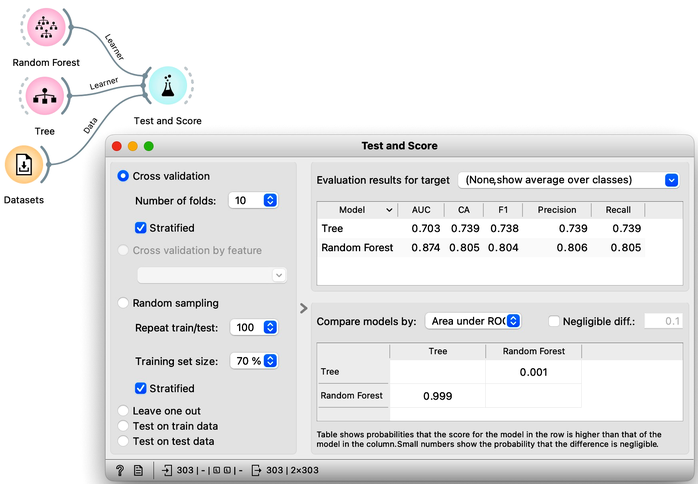 Random Forest
Learner
Learner
Tree
Data
Test and Score
Datasets
Test and Score
Cross validation
Number of folds: 10
Stratified
Cross validation by feature
Random sampling
Repeat train/test: 100
Training set size: 70 %
Stratified
Leave one out
Test on train data
Test on test data
Evaluation results for target (None,show average over classes)
Model AUC CA F1 Precision Recall
Tree 0.703 0.739 0.738 0.739 0.739
Random Forest 0.874 0.805 0.804 0.806 0.805
Compare models by: Area under ROC Negligible diff.: 0.1
Tree Random Forest
Tree 0.001
Random Forest 0.999
Table shows probabilities that the score for the model in the row is higher than that of the
model in the column.Small numbers show the probability that the difference is negligible.
? 303 | - | - 303 | 2×303